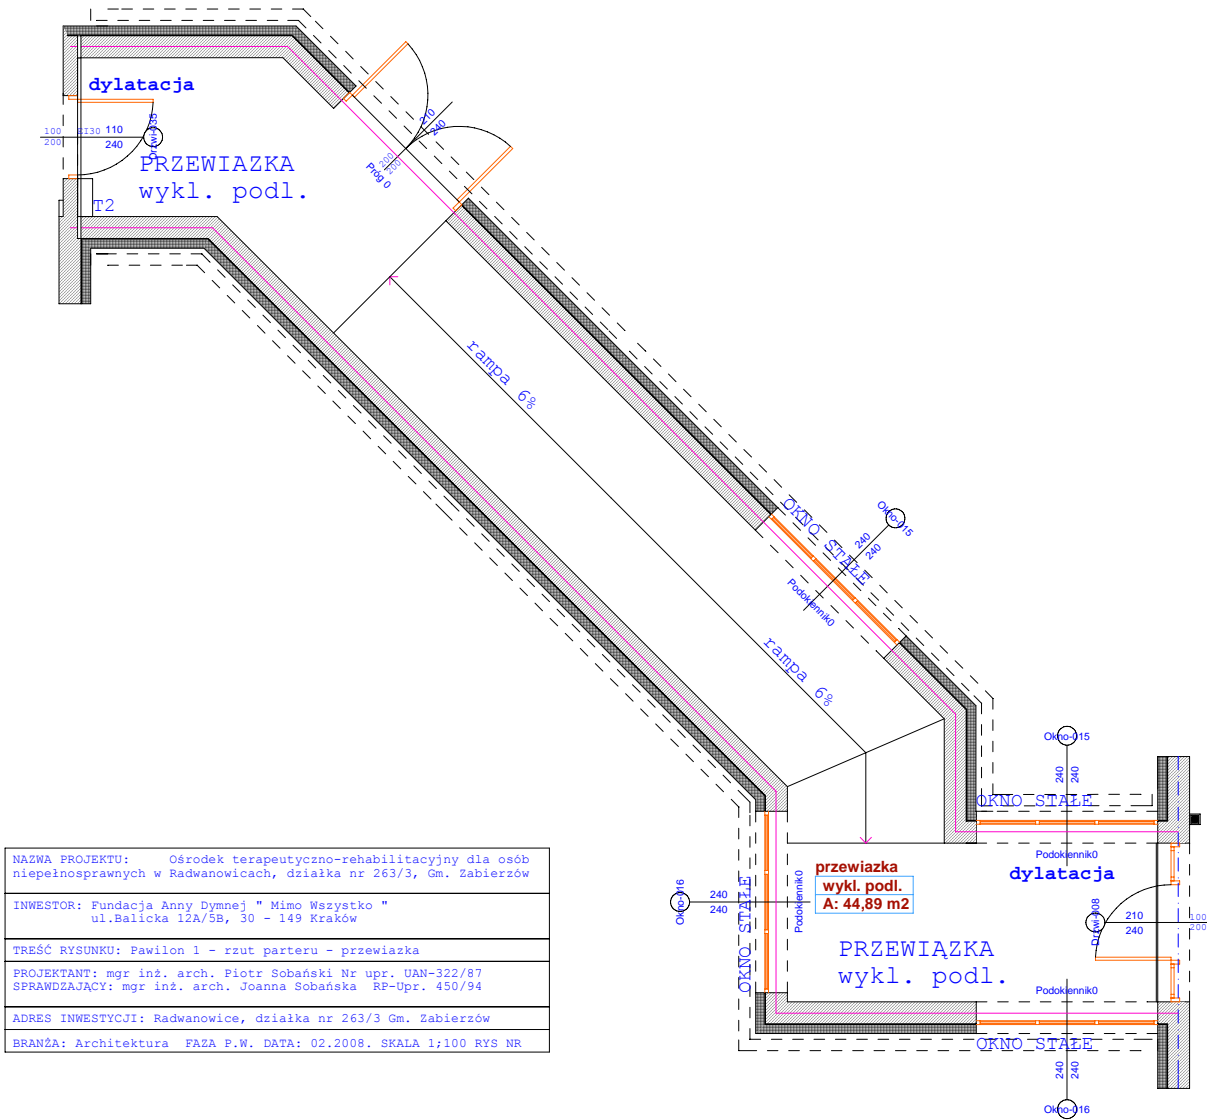 dylatacja
100
200
EI30
110
240
Drzwi-035
PRZEWIAZKA
wykl. podl.
T2
210
240
200
200
Próg 0
rampa 6%
OKNO STAŁE
Okno-015
240
240
Podokiennik0
rampa 6%
Okno-015
240
240
OKNO STAŁE
Podokiennik0
dylatacja
przewiazka
wykl. podl.
A: 44,89 m2
Okno-016
240
240
OKNO STAŁE
Podokiennik0
Drzwi-008
210
240
100
200
PRZEWIĄZKA
wykl. podl.
Podokiennik0
OKNO STAŁE
240
240
Okno-016
NAZWA PROJEKTU: Ośrodek terapeutyczno-rehabilitacyjny dla osób
niepełnosprawnych w Radwanowicach, działka nr 263/3, Gm. Zabierzów
INWESTOR: Fundacja Anny Dymnej " Mimo Wszystko "
ul.Balicka 12A/5B, 30 - 149 Kraków
TREŚĆ RYSUNKU: Pawilon 1 - rzut parteru - przewiazka
PROJEKTANT: mgr inż. arch. Piotr Sobański Nr upr. UAN-322/87
SPRAWDZAJĄCY: mgr inż. arch. Joanna Sobańska RP-Upr. 450/94
ADRES INWESTYCJI: Radwanowice, działka nr 263/3 Gm. Zabierzów
BRANŻA: Architektura FAZA P.W. DATA: 02.2008. SKALA 1;100 RYS NR